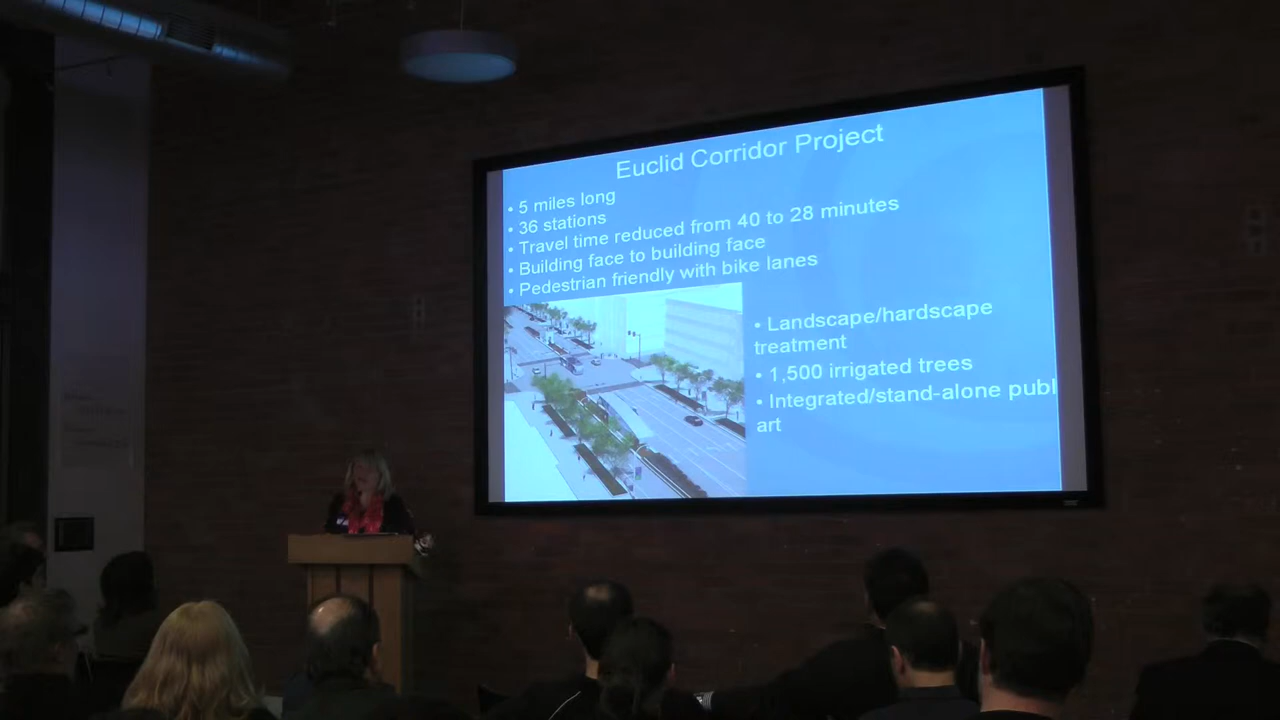 Euclid Corridor Project
• 5 miles long
• 36 stations
• Travel time reduced from 40 to 28 minutes
• Building face to building face
• Pedestrian friendly with bike lanes
• Landscape/hardscape
treatment
• 1,500 irrigated trees
• Integrated/stand-alone publ
art